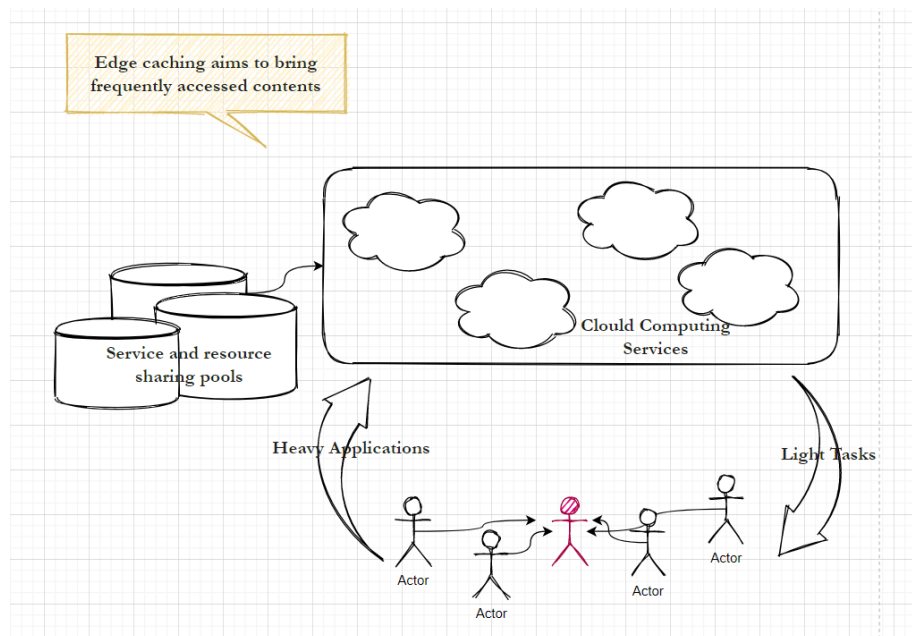 Edge caching aims to bring
frequently accessed contents
Clould Computing
Services
Service and resource
sharing pools
Heavy Applications
Light Tasks
Actor
Actor
Actor
Actor